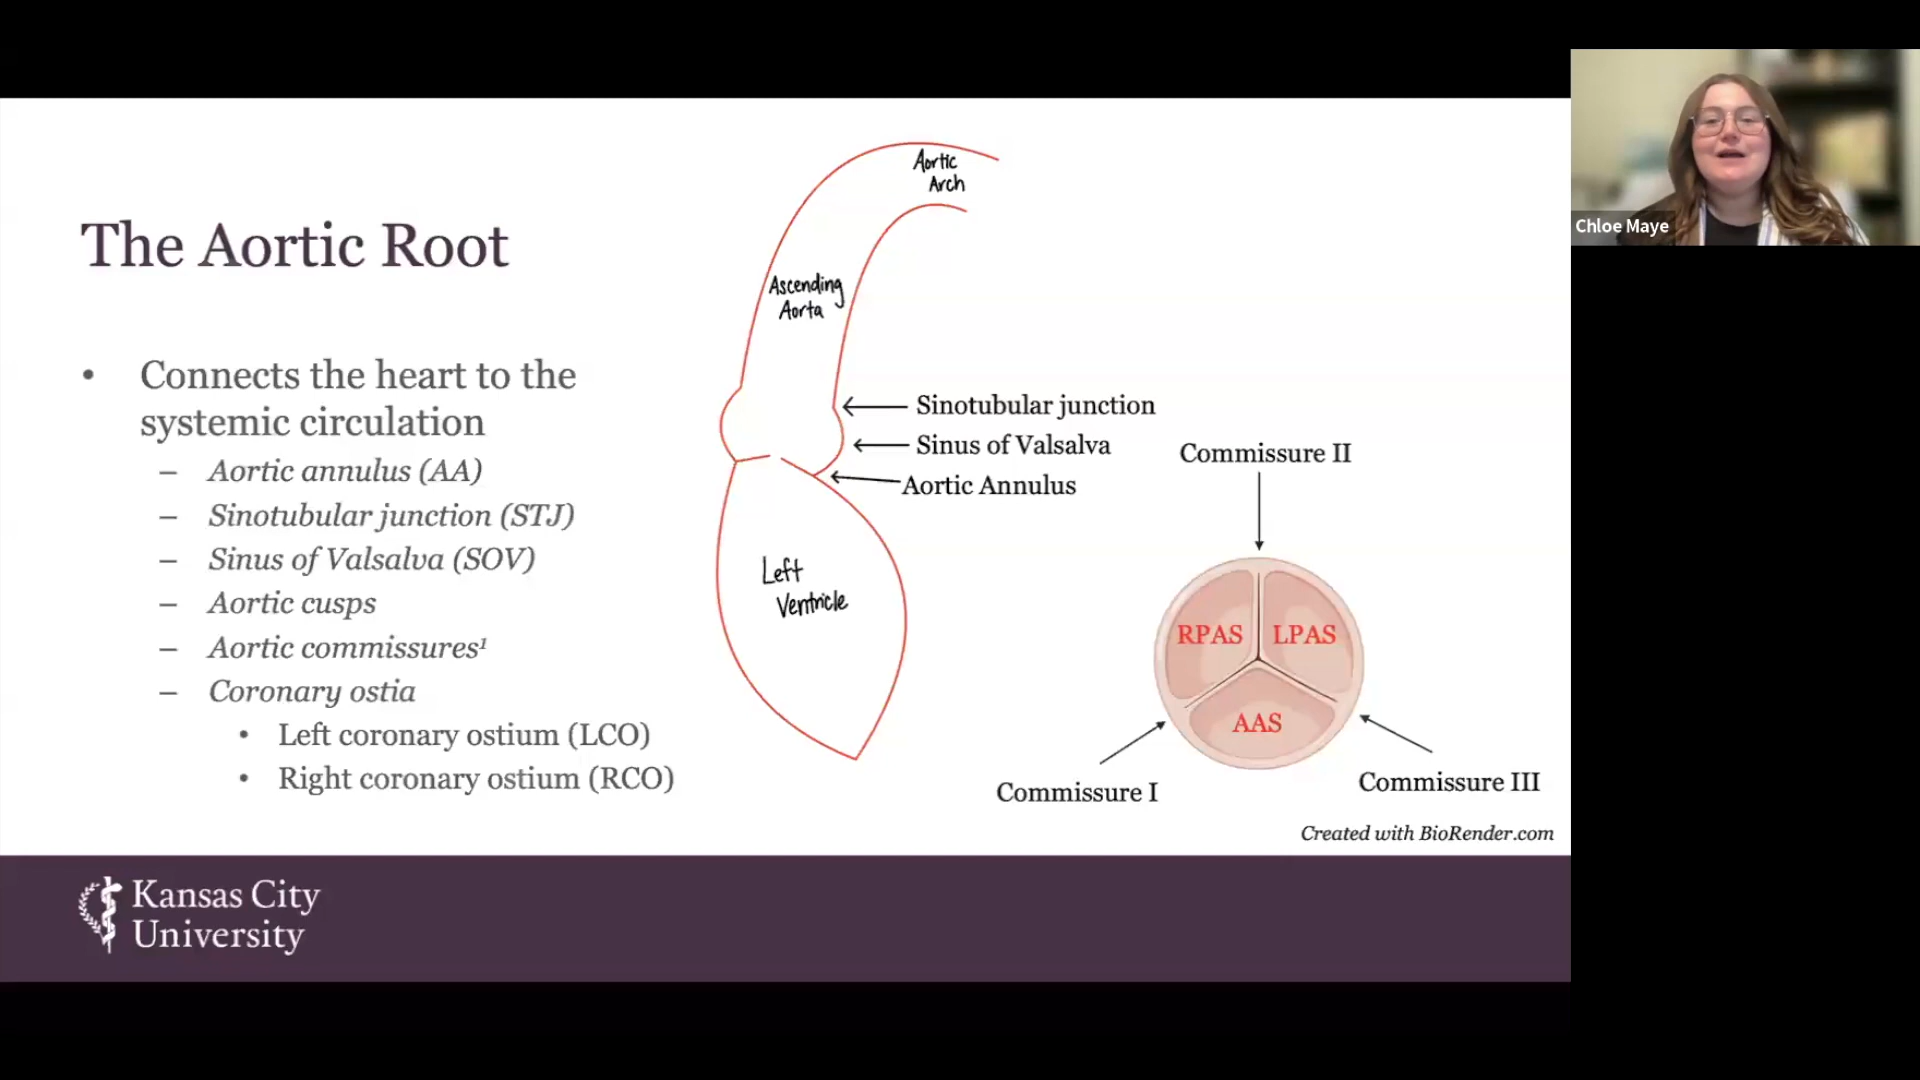 The Aortic Root
• Connects the heart to the
systemic circulation
– Aortic annulus (AA)
– Sinotubular junction (STJ)
– Sinus of Valsalva (SOV)
– Aortic cusps
– Aortic commissures¹
– Coronary ostia
• Left coronary ostium (LCO)
• Right coronary ostium (RCO)
Aortic
Arch
Ascending
Aorta
Sinotubular junction
Sinus of Valsalva
Aortic Annulus
Left
Ventricle
Commissure II
RPAS LPAS
AAS
Commissure I
Commissure III
Created with BioRender.com
Kansas City
University
Chloe Maye